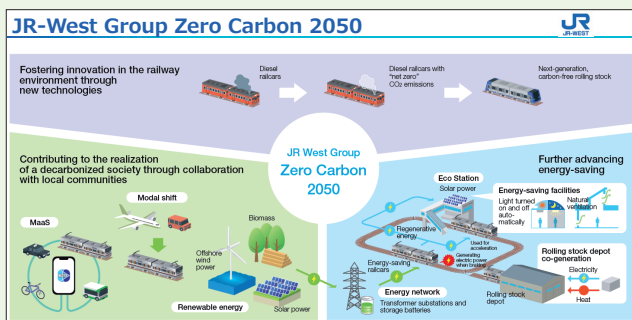 JR-West Group Zero Carbon 2050
JR
JR-WEST
Fostering innovation in the railway
environment through
new technologies
Diesel
railcars
Diesel railcars with
"net zero"
CO2 emissions
Next-generation,
carbon-free rolling stock
JR West Group
Zero Carbon
2050
Contributing to the realization
of a decarbonized society through collaboration
with local communities
Modal shift
MaaS
Biomass
Offshore
wind
power
Renewable energy
Solar power
Further advancing
energy-saving
Eco Station
Solar power
Energy-saving facilities
Light turned
on and off
auto-
matically
Natural
ventilation
Regenerative
energy
Used for
acceleration
Generating
electric power
when braking
Energy-saving
railcars
Energy network
Transformer substations and
storage batteries
Rolling stock
depot
Rolling stock depot
co-generation
Electricity
Heat